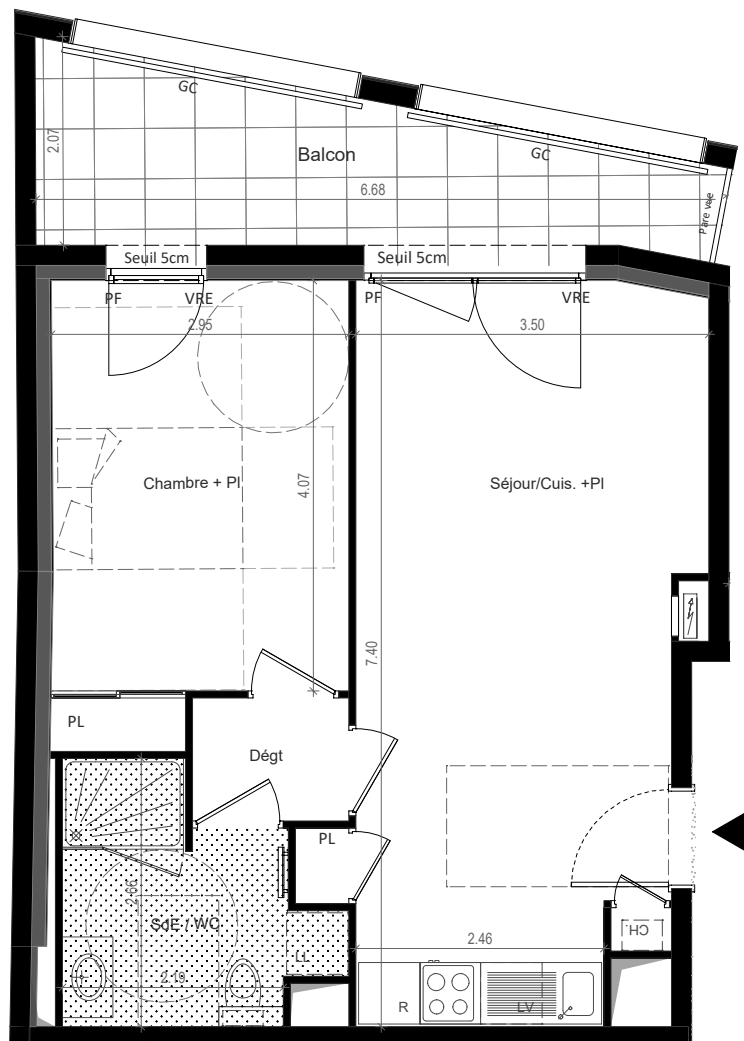 GC
2.07
Balcon
GC
6.68
Pare vue
Seuil 5cm
Seuil 5cm
PF
VRE
PF
VRE
2.95
3.50
Chambre + Pl
4.07
Séjour/Cuis. +Pl
7.40
PL
Dégt
PL
2.66
SdE / WC
CH.
2.46
LL
2.19
R
LV